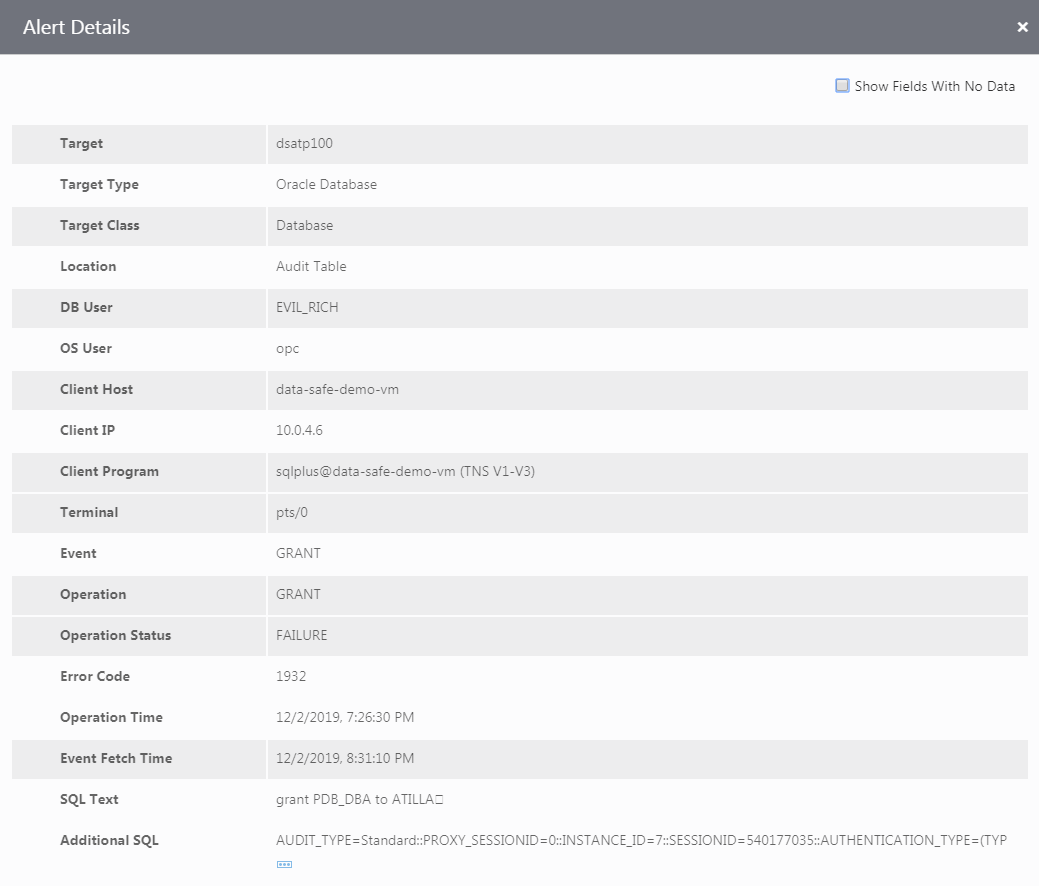 Alert Details
Show Fields With No Data
Target dsatp100
Target Type Oracle Database
Target Class Database
Location Audit Table
DB User EVIL_RICH
OS User opc
Client Host data-safe-demo-vm
Client IP 10.0.4.6
Client Program sqlplus@data-safe-demo-vm (TNS V1-V3)
Terminal pts/0
Event GRANT
Operation GRANT
Operation Status FAILURE
Error Code 1932
Operation Time 12/2/2019, 7:26:30 PM
Event Fetch Time 12/2/2019, 8:31:10 PM
SQL Text grant PDB_DBA to ATILLA□
Additional SQL AUDIT_TYPE=Standard::PROXY_SESSIONID=0::INSTANCE_ID=7::SESSIONID=540177035::AUTHENTICATION_TYPE=(TYP